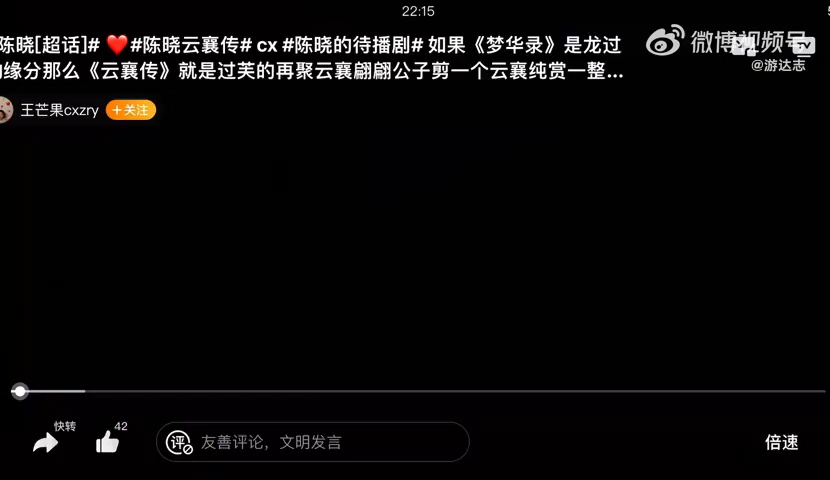 22:15
陈晓[超话]# ❤️#陈晓云襄传# cx #陈晓的待播剧# 如果《梦华录》是龙过
缘分那么《云襄传》就是过芙的再聚云襄翩翩公子剪一个云襄纯赏一整...
微博视频号
@游达志
王芒果cxzry
+关注
快转
42
评
友善评论，文明发言
倍速